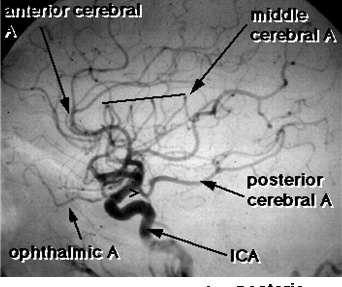 anterior cerebral
A
middle
cerebral A
posterior
cerebral A
ophthalmic A
ICA